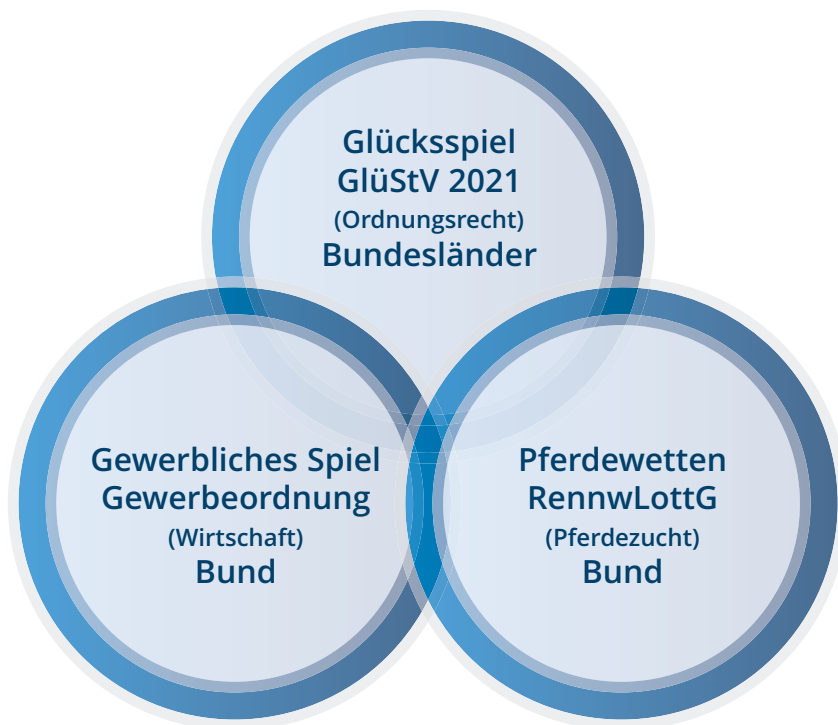 Glücksspiel
GlüStV 2021
(Ordnungsrecht)
Bundesländer
Gewerbliches Spiel
Gewerbeordnung
(Wirtschaft)
Bund
Pferdewetten
RennwLottG
(Pferdezucht)
Bund